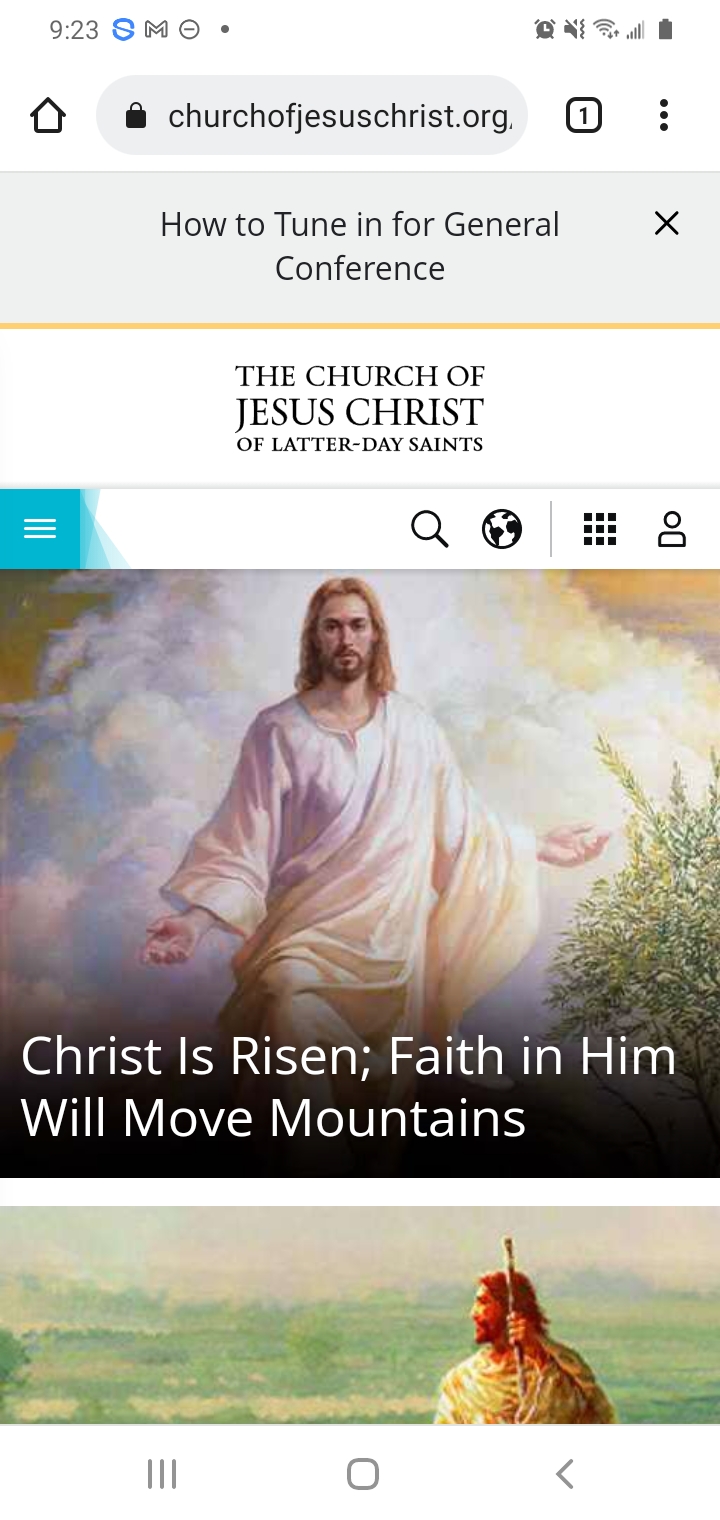 9:23
churchofjesuschrist.org/
1
How to Tune in for General
Conference
THE CHURCH OF
JESUS CHRIST
OF LATTER-DAY SAINTS
Christ Is Risen; Faith in Him
Will Move Mountains